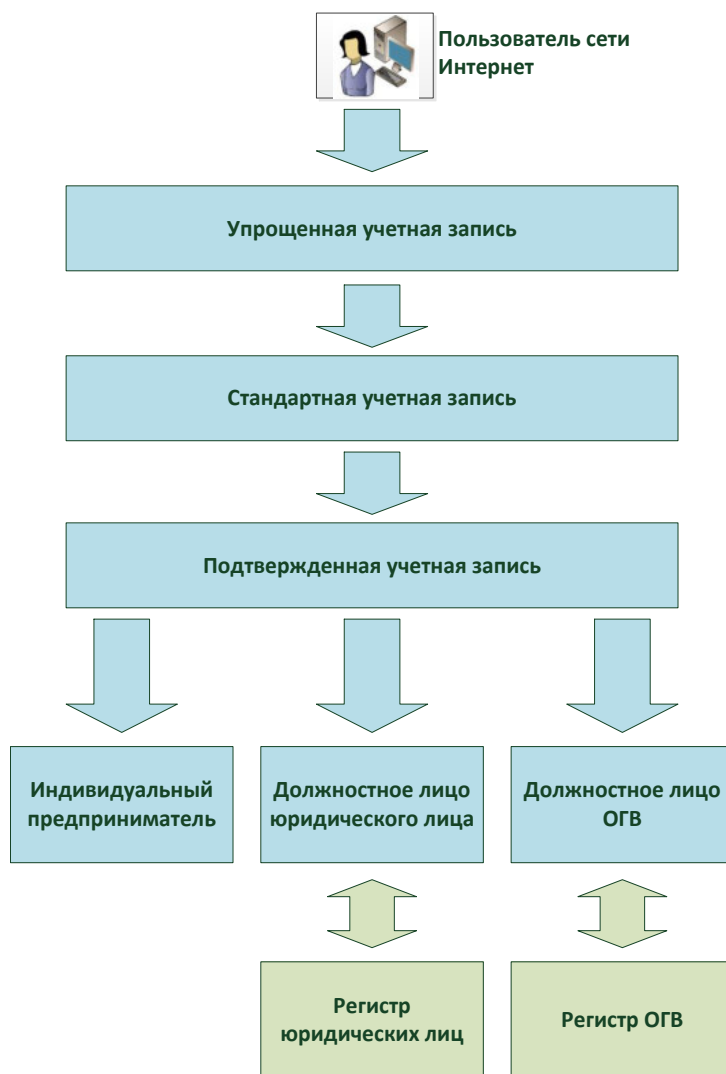 Пользователь сети
Интернет
Упрощенная учетная запись
Стандартная учетная запись
Подтвержденная учетная запись
Индивидуальный
предприниматель
Должностное лицо
юридического лица
Должностное лицо
ОГВ
Регистр
юридических лиц
Регистр ОГВ